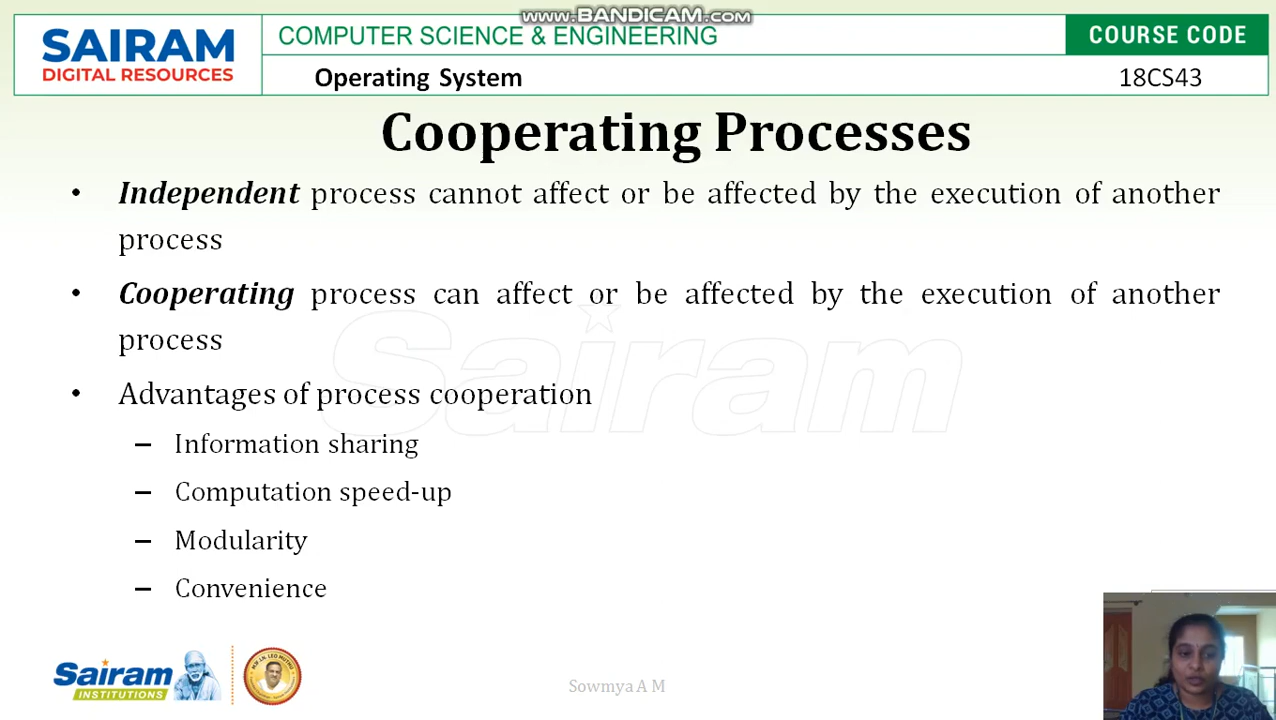 www.BANDICAM.com
SAIRAM
DIGITAL RESOURCES
COMPUTER SCIENCE & ENGINEERING
COURSE CODE
Operating System
18CS43
Cooperating Processes
• Independent process cannot affect or be affected by the execution of another
process
• Cooperating process can affect or be affected by the execution of another
process
• Advantages of process cooperation
– Information sharing
– Computation speed-up
– Modularity
– Convenience
Sairam
Sairam
INSTITUTIONS
Sowmya A M